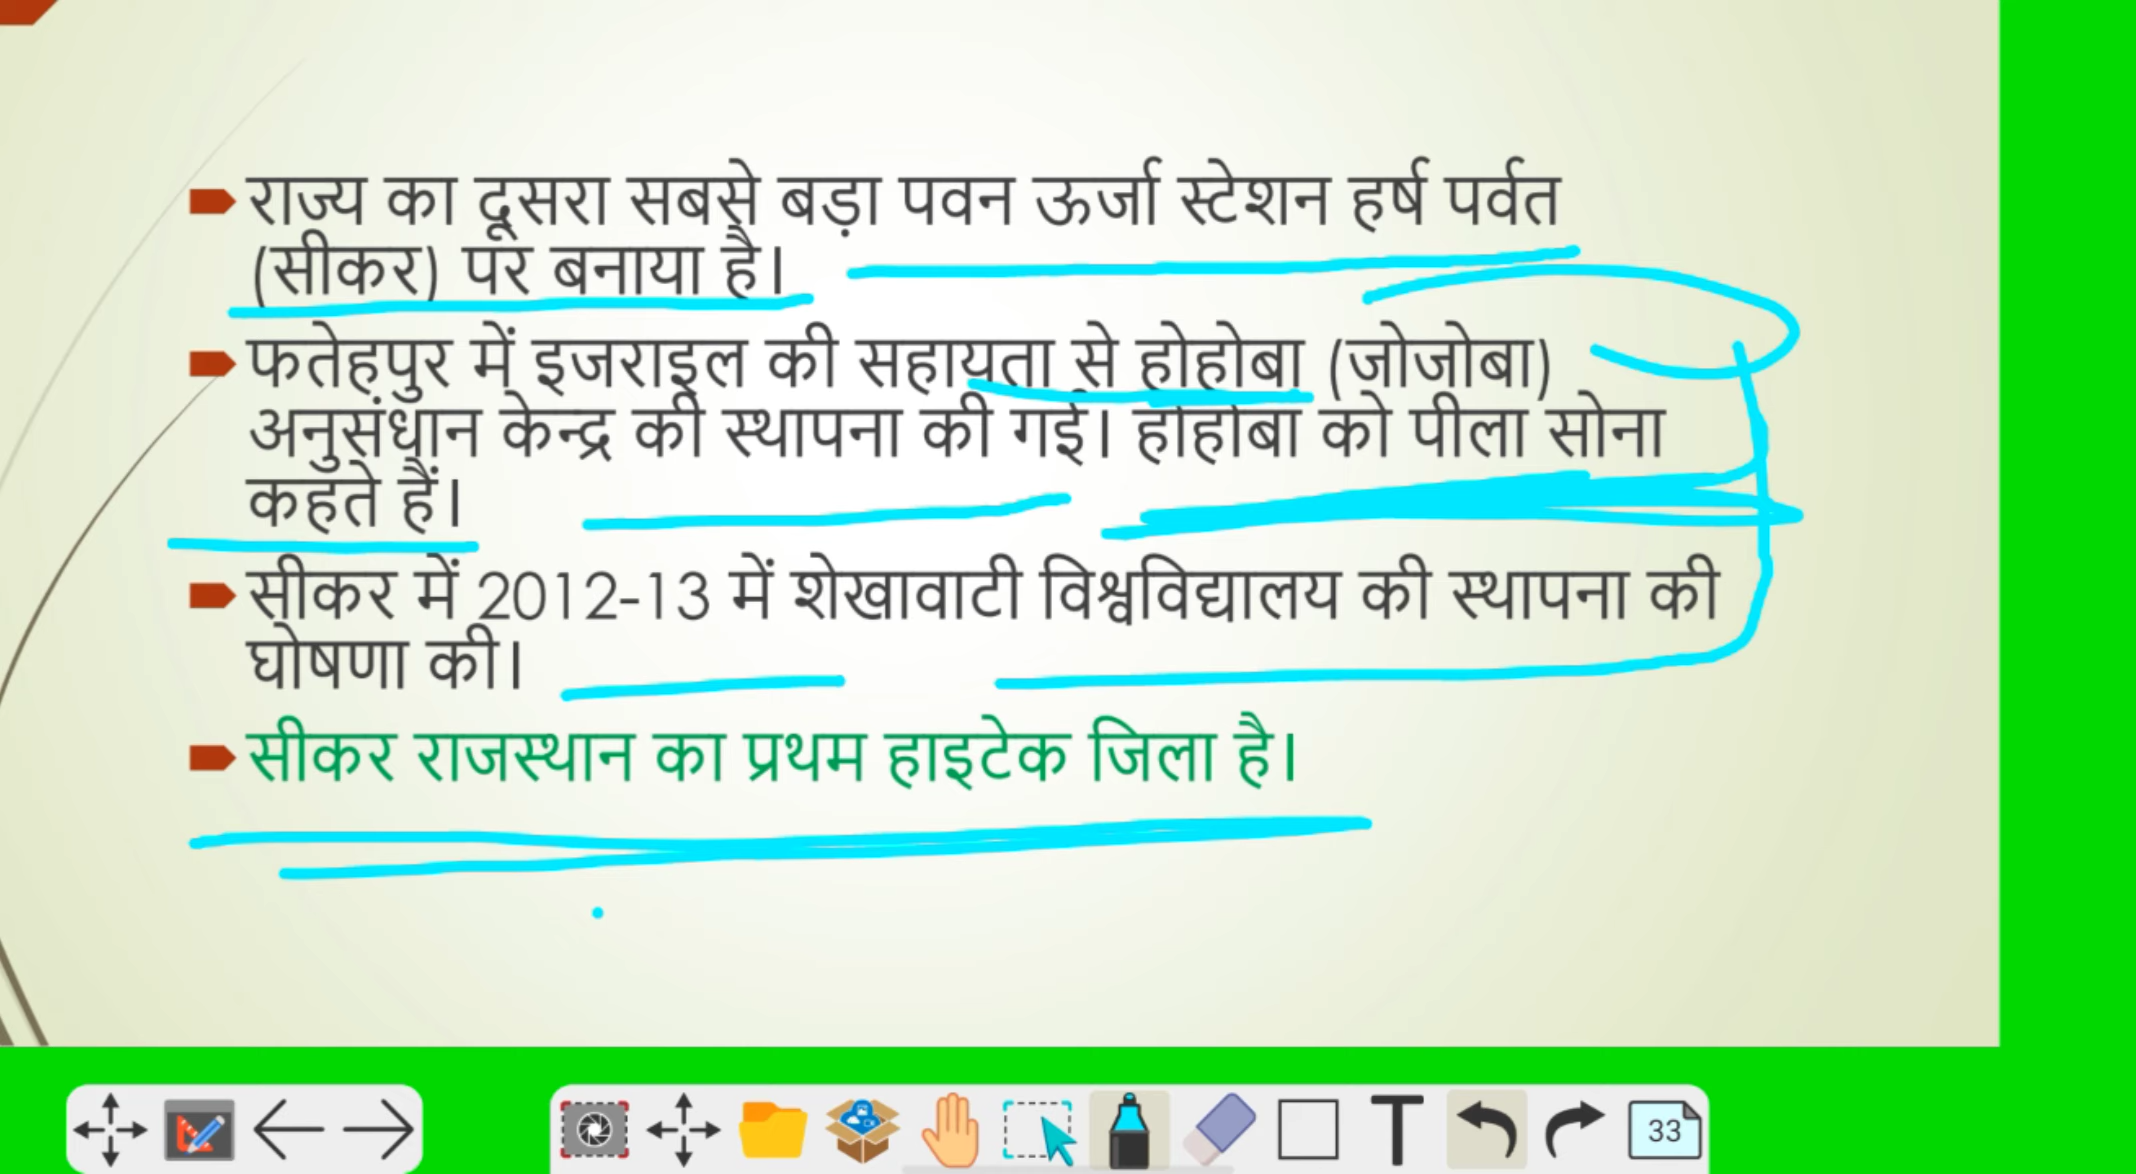 राज्य का दूसरा सबसे बड़ा पवन ऊर्जा स्टेशन हर्ष पर्वत
(सीकर) पर बनाया है।
फतेहपुर में इजराइल की सहायता से होहोबा (जोजोबा)
अनुसंधान केन्द्र की स्थापना की गई। होहोबा को पीला सोना
कहते हैं।
सीकर में 2012-13 में शेखावाटी विश्वविद्यालय की स्थापना की
घोषणा की।
सीकर राजस्थान का प्रथम हाइटेक जिला है।
T
33